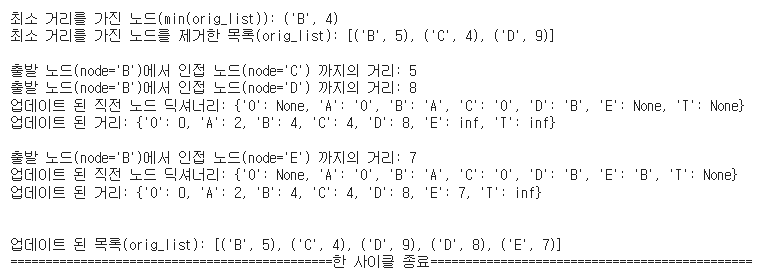 최소 거리를 가진 노드(min(orig_list)): ('B', 4)
최소 거리를 가진 노드를 제거한 목록(orig_list): [('B', 5), ('C', 4), ('D', 9)]
출발 노드(node='B')에서 인접 노드(node='C') 까지의 거리: 5
출발 노드(node='B')에서 인접 노드(node='D') 까지의 거리: 8
업데이트 된 직전 노드 딕셔너리: {'O': None, 'A': 'O', 'B': 'A', 'C': 'O', 'D': 'B', 'E': None, 'T': None}
업데이트 된 거리: {'O': 0, 'A': 2, 'B': 4, 'C': 4, 'D': 8, 'E': inf, 'T': inf}
출발 노드(node='B')에서 인접 노드(node='E') 까지의 거리: 7
업데이트 된 직전 노드 딕셔너리: {'O': None, 'A': 'O', 'B': 'A', 'C': 'O', 'D': 'B', 'E': 'B', 'T': None}
업데이트 된 거리: {'O': 0, 'A': 2, 'B': 4, 'C': 4, 'D': 8, 'E': 7, 'T': inf}
업데이트 된 목록(orig_list): [('B', 5), ('C', 4), ('D', 9), ('D', 8), ('E', 7)]
==============================================한 사이클 종료==============================================